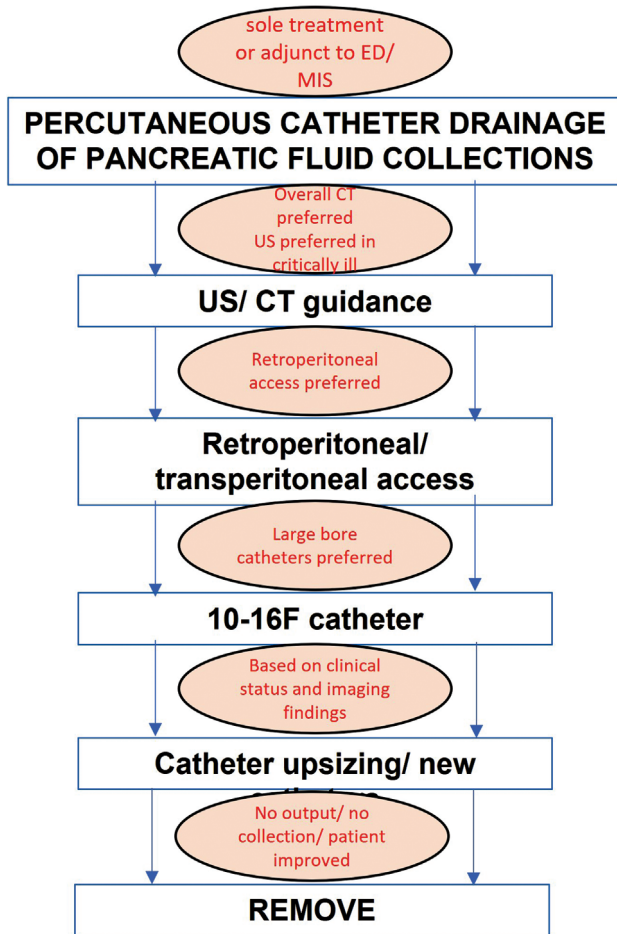 sole treatment
or adjunct to ED/
MIS
PERCUTANEOUS CATHETER DRAINAGE
OF PANCREATIC FLUID COLLECTIONS
Overall CT
preferred
US preferred in
critically ill
US/ CT guidance
Retroperitoneal
access preferred
Retroperitoneal/
transperitoneal access
Large bore
catheters preferred
10-16F catheter
Based on clinical
status and imaging
findings
Catheter upsizing/ new
No output/ no
collection/ patient
improved
REMOVE